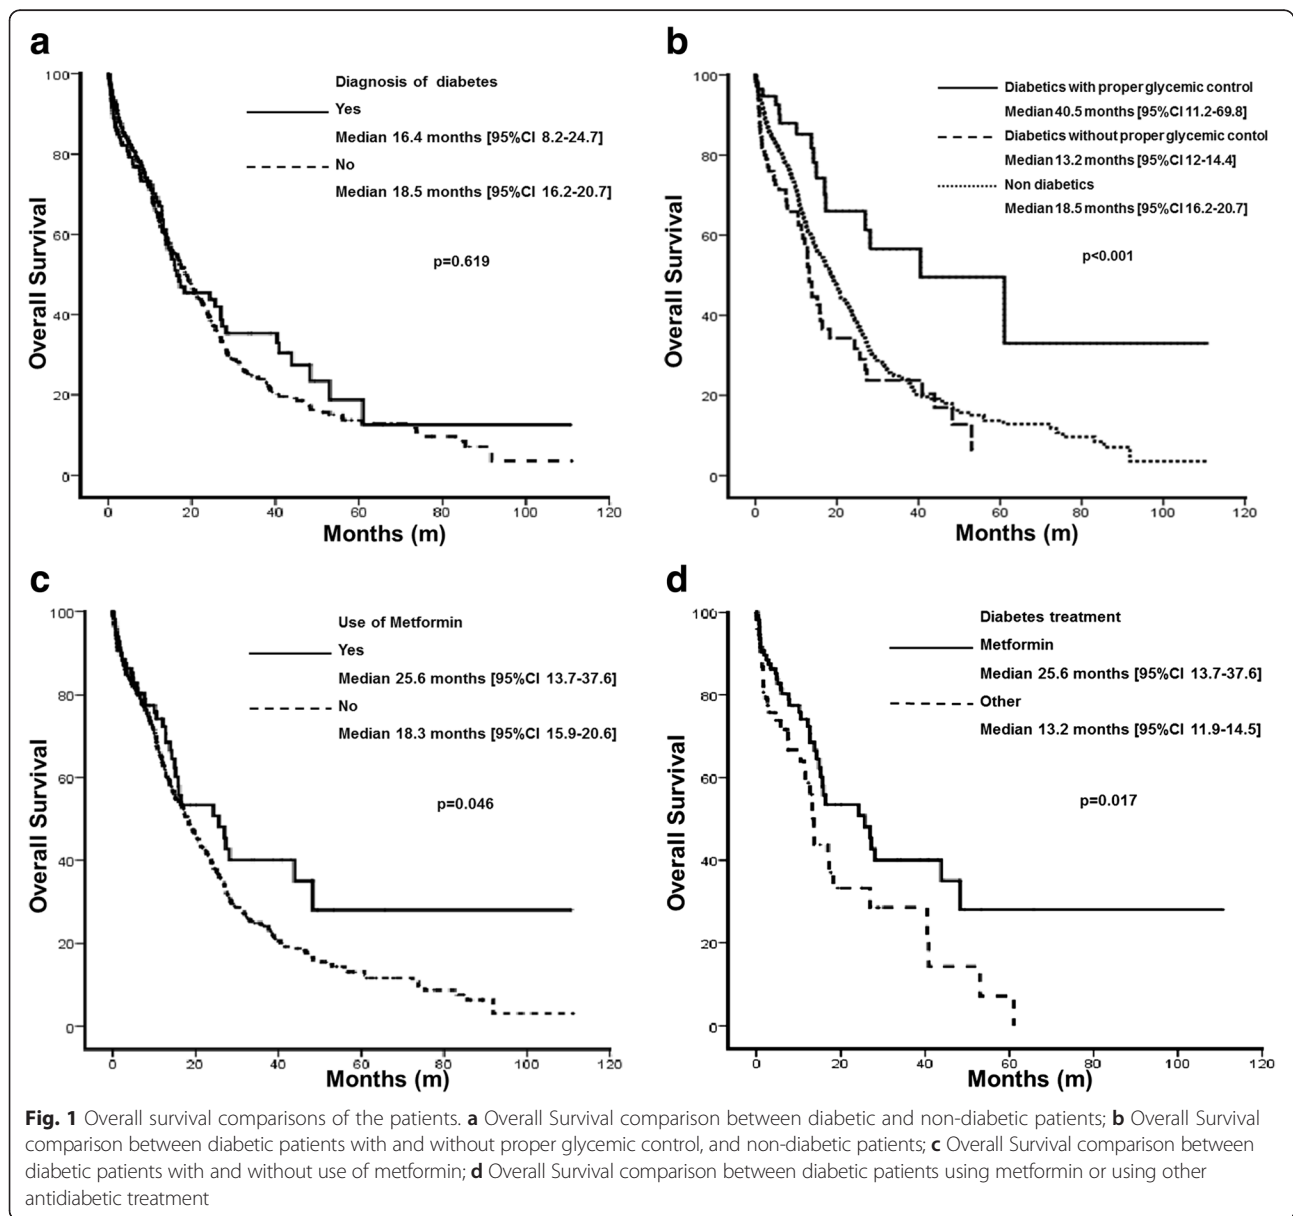 a
Diagnosis of diabetes
Yes
Median 16.4 months [95%CI 8.2-24.7]
No
Median 18.5 months [95%CI 16.2-20.7]
p=0.619
Overall Survival
100
80
60
40
20
0
0 20 40 60 80 100 120
Months (m)
b
Diabetics with proper glycemic control
Median 40.5 months [95%CI 11.2-69.8]
Diabetics without proper glycemic contol
Median 13.2 months [95%CI 12-14.4]
Non diabetics
Median 18.5 months [95%CI 16.2-20.7]
p<0.001
Overall Survival
100
80
60
40
20
0
0 20 40 60 80 100 120
Months (m)
c
Use of Metformin
Yes
Median 25.6 months [95%CI 13.7-37.6]
No
Median 18.3 months [95%CI 15.9-20.6]
p=0.046
Overall Survival
100
80
60
40
20
0
0 20 40 60 80 100 120
Months (m)
d
Diabetes treatment
Metformin
Median 25.6 months [95%CI 13.7-37.6]
Other
Median 13.2 months [95%CI 11.9-14.5]
p=0.017
Overall Survival
100
80
60
40
20
0
0 20 40 60 80 100 120
Months (m)
Fig. 1 Overall survival comparisons of the patients. a Overall Survival comparison between diabetic and non-diabetic patients; b Overall Survival
comparison between diabetic patients with and without proper glycemic control, and non-diabetic patients; c Overall Survival comparison between
diabetic patients with and without use of metformin; d Overall Survival comparison between diabetic patients using metformin or using other
antidiabetic treatment